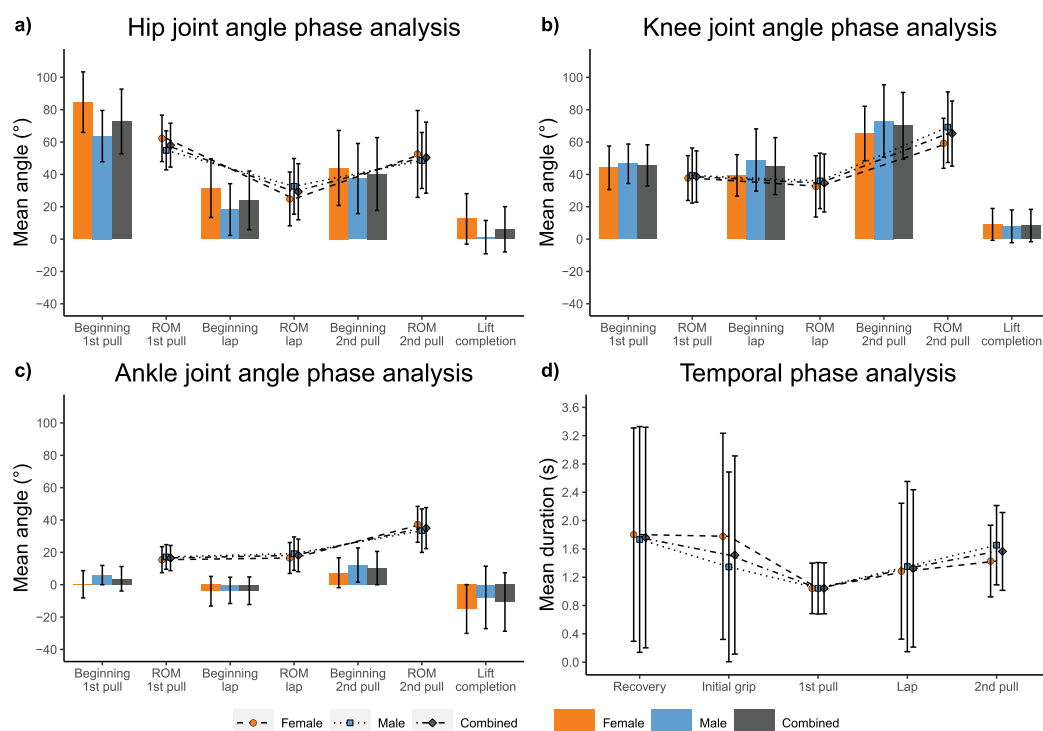 a)
Hip joint angle phase analysis
Mean angle (°)
100
80
60
40
20
0
−20
−40
Beginning 1st pull
ROM 1st pull
Beginning lap
ROM lap
Beginning 2nd pull
ROM 2nd pull
Lift completion
b)
Knee joint angle phase analysis
Mean angle (°)
100
80
60
40
20
0
−20
−40
Beginning 1st pull
ROM 1st pull
Beginning lap
ROM lap
Beginning 2nd pull
ROM 2nd pull
Lift completion
c)
Ankle joint angle phase analysis
Mean angle (°)
100
80
60
40
20
0
−20
−40
Beginning 1st pull
ROM 1st pull
Beginning lap
ROM lap
Beginning 2nd pull
ROM 2nd pull
Lift completion
d)
Temporal phase analysis
Mean duration (s)
3.6
3.2
2.8
2.4
2.0
1.6
1.2
0.8
0.4
0.0
Recovery
Initial grip
1st pull
Lap
2nd pull
Female
Male
Combined
Female
Male
Combined